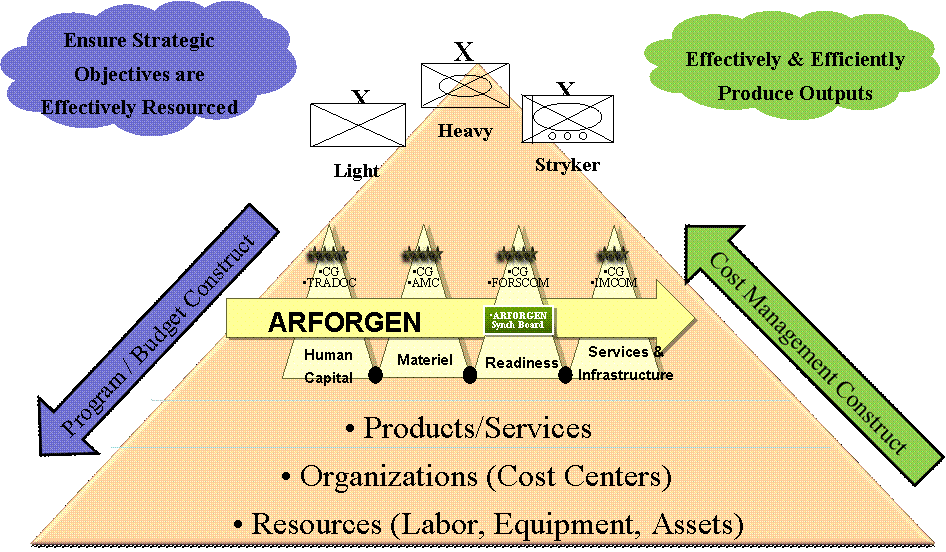 Ensure Strategic
Objectives are
Effectively Resourced
Effectively & Efficiently
Produce Outputs
X
X
X
Heavy
Light
Stryker
Program / Budget Construct
Cost Management Construct
•CG
•TRADOC
•CG
•AMC
•CG
•FORSCOM
•CG
•IMCOM
ARFORGEN
•ARFORGEN
Synch Board
Human
Capital
Materiel
Readiness
Services &
Infrastructure
• Products/Services
• Organizations (Cost Centers)
• Resources (Labor, Equipment, Assets)